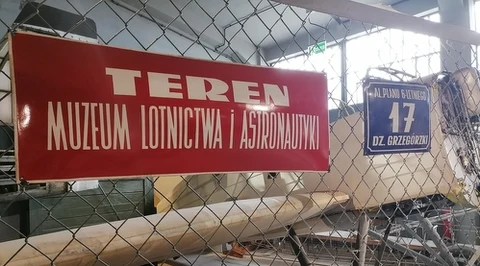 TEREN
MUZEUM LOTNICTWA i ASTRONAUTYKI
AL. PLANU 6-LETNIEGO
17
DZ. GRZEGÓRZKI